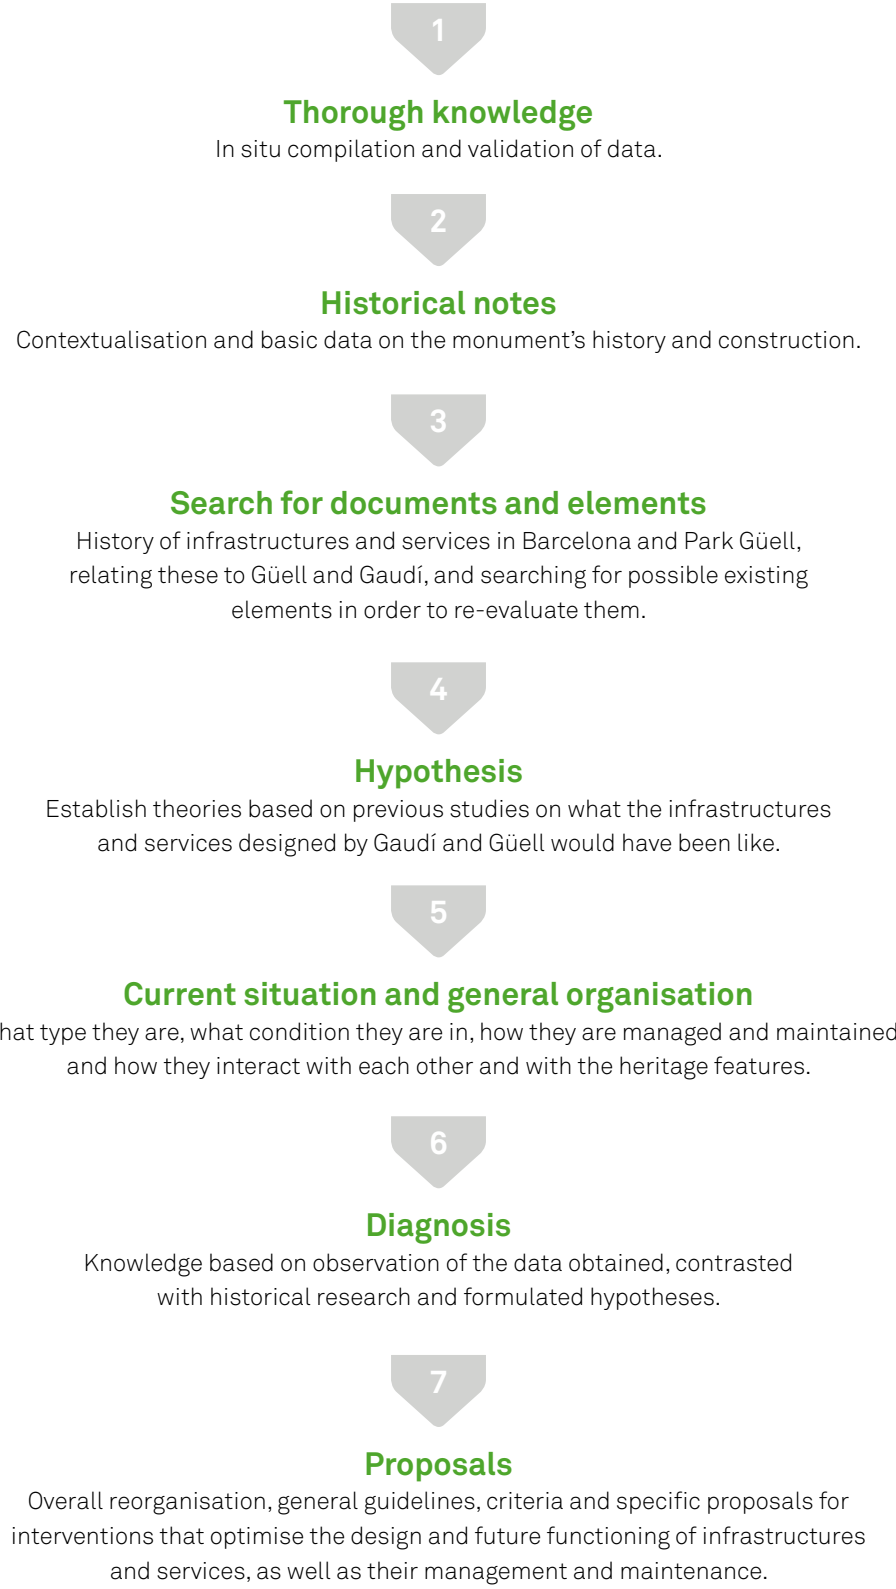 1
Thorough knowledge
In situ compilation and validation of data.
2
Historical notes
Contextualisation and basic data on the monument’s history and construction.
3
Search for documents and elements
History of infrastructures and services in Barcelona and Park Güell,
relating these to Güell and Gaudí, and searching for possible existing
elements in order to re-evaluate them.
4
Hypothesis
Establish theories based on previous studies on what the infrastructures
and services designed by Gaudí and Güell would have been like.
5
Current situation and general organisation
hat type they are, what condition they are in, how they are managed and maintained
and how they interact with each other and with the heritage features.
6
Diagnosis
Knowledge based on observation of the data obtained, contrasted
with historical research and formulated hypotheses.
7
Proposals
Overall reorganisation, general guidelines, criteria and specific proposals for
interventions that optimise the design and future functioning of infrastructures
and services, as well as their management and maintenance.